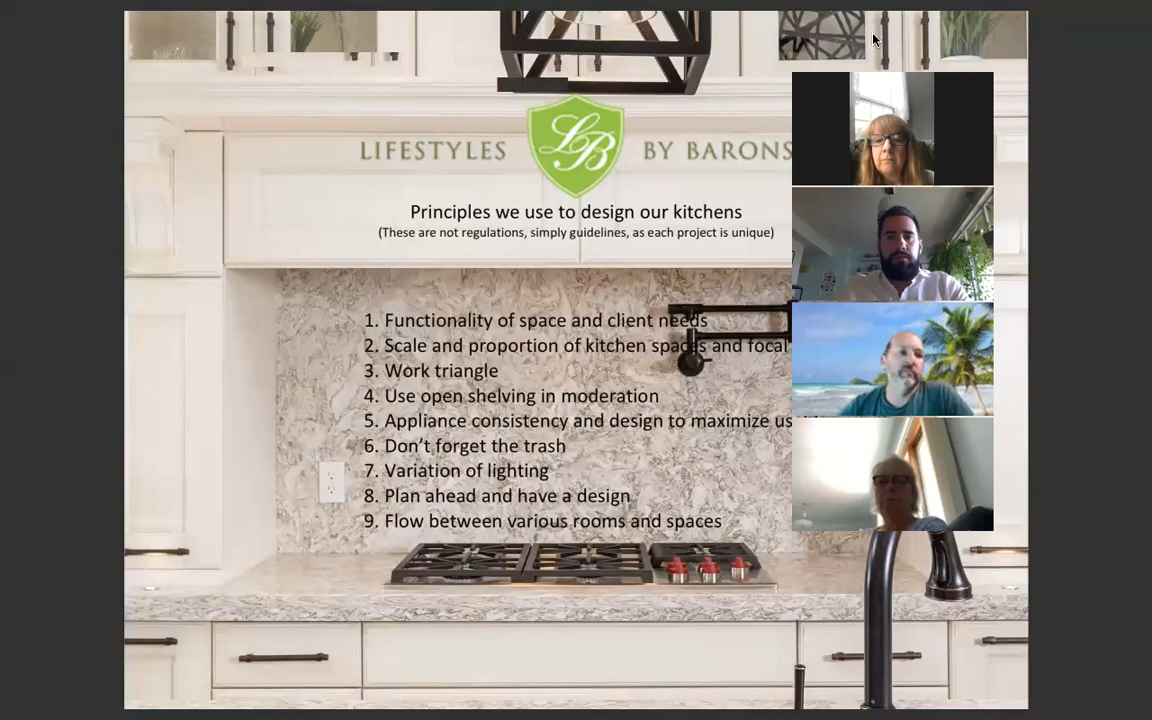 LIFESTYLES LB BY BARONS
Principles we use to design our kitchens
(These are not regulations, simply guidelines, as each project is unique)
1. Functionality of space and client needs
2. Scale and proportion of kitchen spaces and focal
3. Work triangle
4. Use open shelving in moderation
5. Appliance consistency and design to maximize us
6. Don’t forget the trash
7. Variation of lighting
8. Plan ahead and have a design
9. Flow between various rooms and spaces